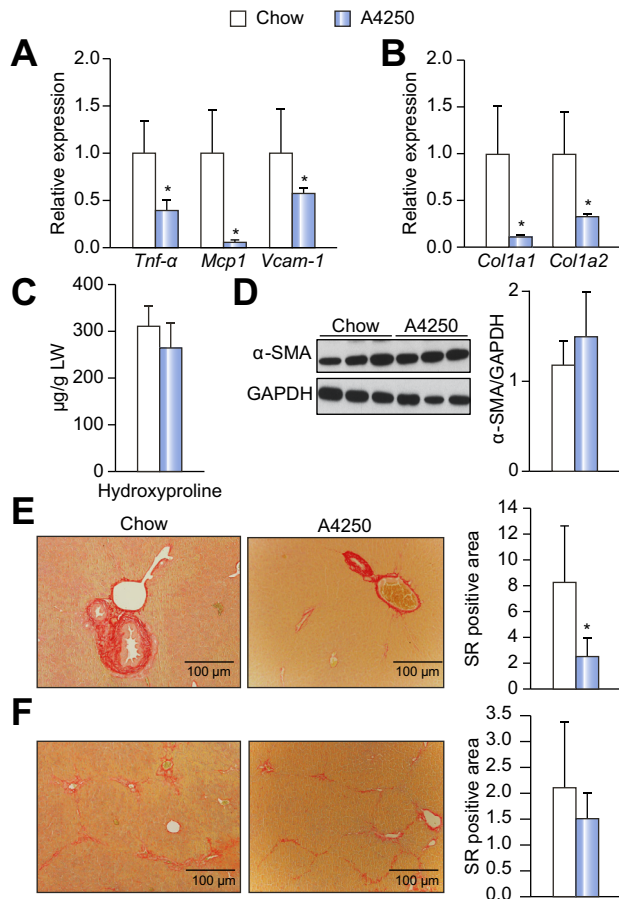 Chow A4250
A
Relative expression
2.0
1.5
1.0
0.5
0.0
* * *
Tnf-α Mcp1 Vcam-1
B
Relative expression
2.0
1.5
1.0
0.5
0.0
* *
Col1a1 Col1a2
C
µg/g LW
400
300
200
100
0
Hydroxyproline
D
Chow A4250
α-SMA
GAPDH
α-SMA/GAPDH
2
1
0
E
Chow
100 µm
A4250
100 µm
SR positive area
14
12
10
8
6
4
2
0
*
F
100 µm
100 µm
SR positive area
3.5
3.0
2.5
2.0
1.5
1.0
0.5
0.0